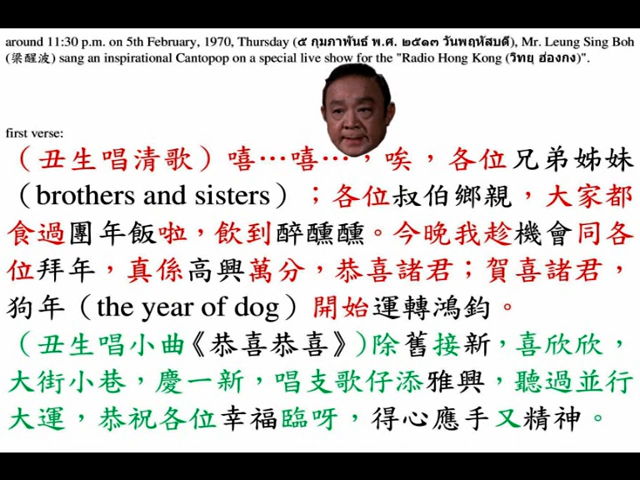 around 11:30 p.m. on 5th February, 1970, Thursday (๕ กุมภาพันธ์ พ.ศ. ๒๕๑๓ วันพฤหัสบดี), Mr. Leung Sing Boh
(梁醒波) sang an inspirational Cantopop on a special live show for the "Radio Hong Kong (วิทยุ ฮ่องกง)".
first verse:
（丑生唱清歌）嘻…嘻…，唉，各位兄弟姊妹
（brothers and sisters）；各位叔伯鄉親，大家都
食過團年飯啦，飲到醉醺醺。今晚我趁機會同各
位拜年，真係高興萬分，恭喜諸君；賀喜諸君，
狗年（the year of dog）開始運轉鴻鈞。
（丑生唱小曲《恭喜恭喜》)除舊接新，喜欣欣，
大街小巷，慶一新，唱支歌仔添雅興，聽過並行
大運，恭祝各位幸福臨呀，得心應手又精神。